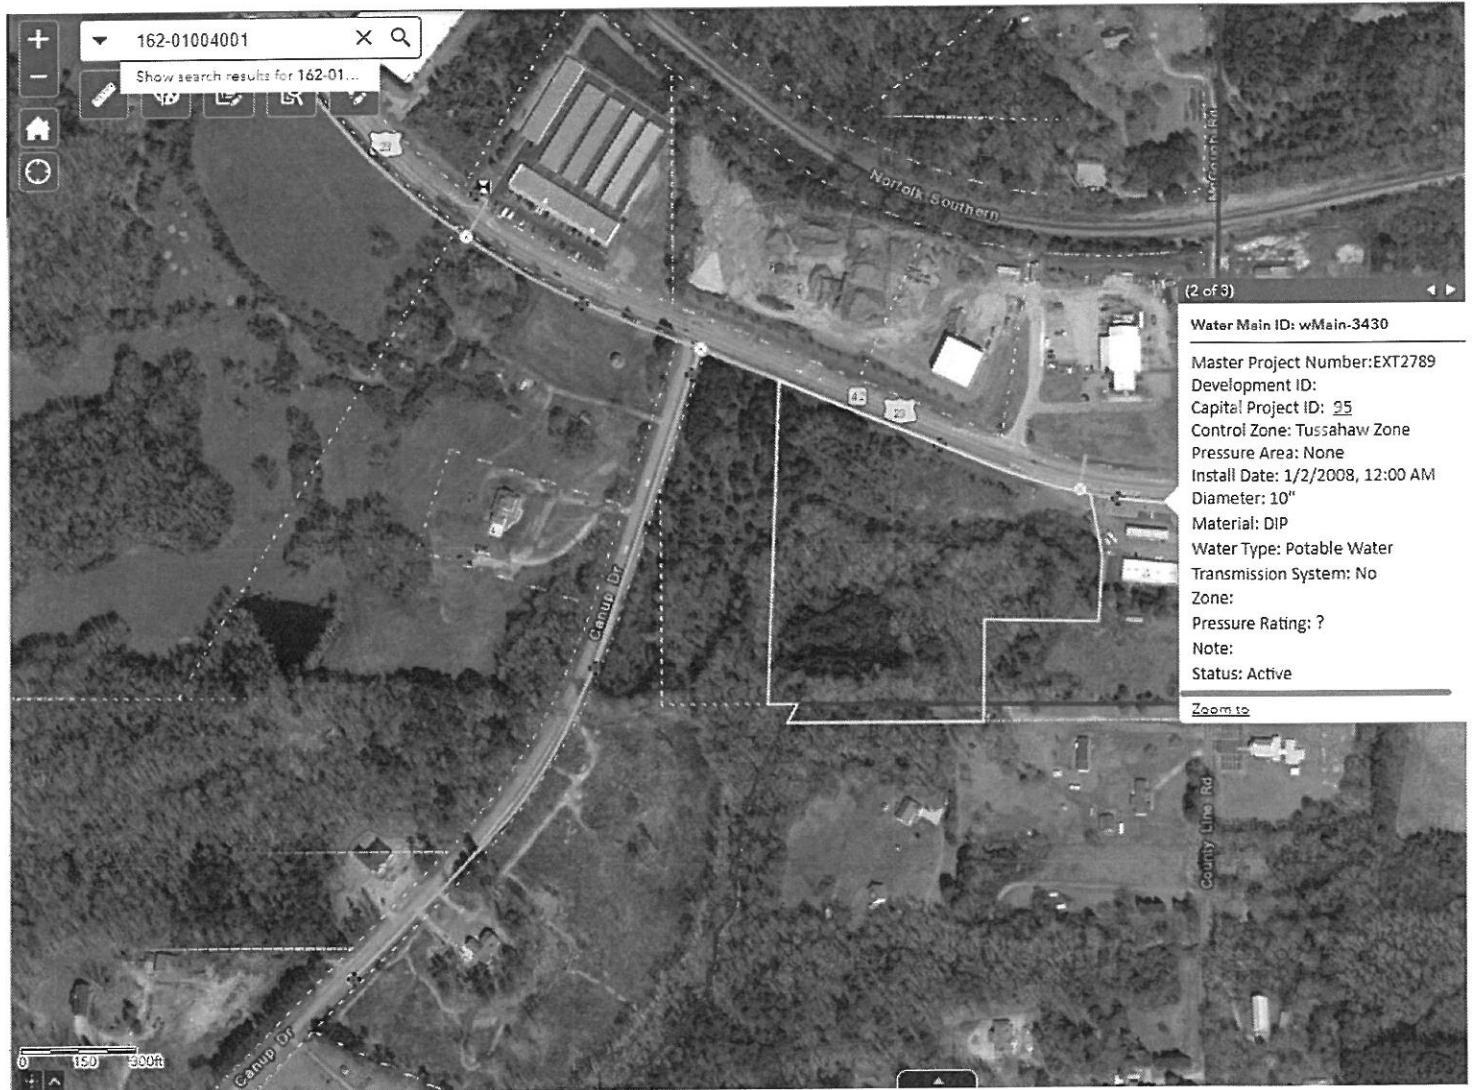 162-01004001
Show search results for 162-01...
23
Norfolk Southern
42
23
Canup Dr
Canup Dr
County Line Rd
(2 of 3)
Water Main ID: wMain-3430
Master Project Number:EXT2789
Development ID:
Capital Project ID: 95
Control Zone: Tussahaw Zone
Pressure Area: None
Install Date: 1/2/2008, 12:00 AM
Diameter: 10"
Material: DIP
Water Type: Potable Water
Transmission System: No
Zone:
Pressure Rating: ?
Note:
Status: Active
Zoom to
0 150 300ft